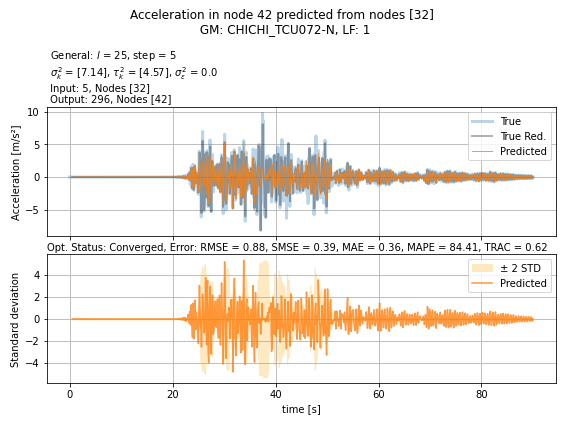 Acceleration in node 42 predicted from nodes [32]
GM: CHICHI_TCU072-N, LF: 1
General: l = 25, step = 5
σ²ₖ = [7.14], τ²ₖ = [4.57], σ²ε = 0.0
Input: 5, Nodes [32]
Output: 296, Nodes [42]
10
5
0
−5
Acceleration [m/s²]
True
True Red.
Predicted
Opt. Status: Converged, Error: RMSE = 0.88, SMSE = 0.39, MAE = 0.36, MAPE = 84.41, TRAC = 0.62
4
2
0
−2
−4
Standard deviation
± 2 STD
Predicted
0 20 40 60 80
time [s]